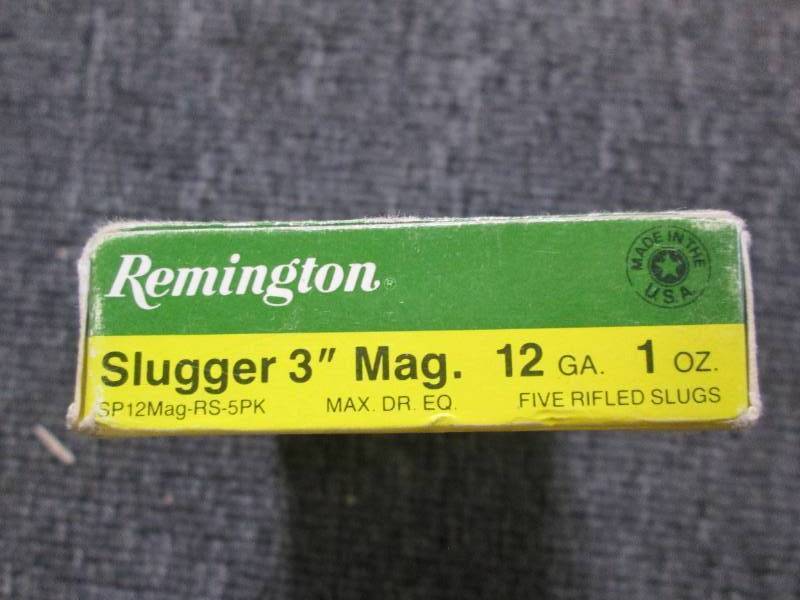 Remington®
MADE IN THE
U.S.A.
Slugger 3" Mag. 12 GA. 1 OZ.
SP12Mag-RS-5PK MAX. DR. EQ. FIVE RIFLED SLUGS